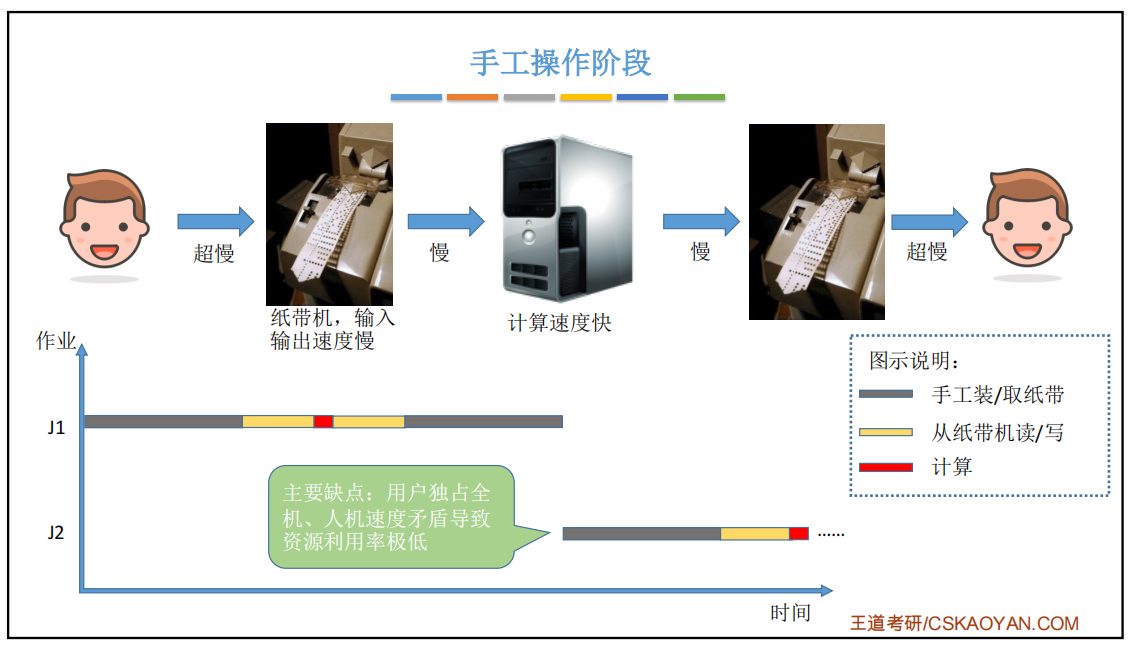 手工操作阶段
超慢
慢
慢
超慢
纸带机，输入
输出速度慢
计算速度快
作业
图示说明：
手工装/取纸带
从纸带机读/写
计算
J1
主要缺点：用户独占全
机、人机速度矛盾导致
资源利用率极低
J2
......
时间
王道考研/CSKAOYAN.COM